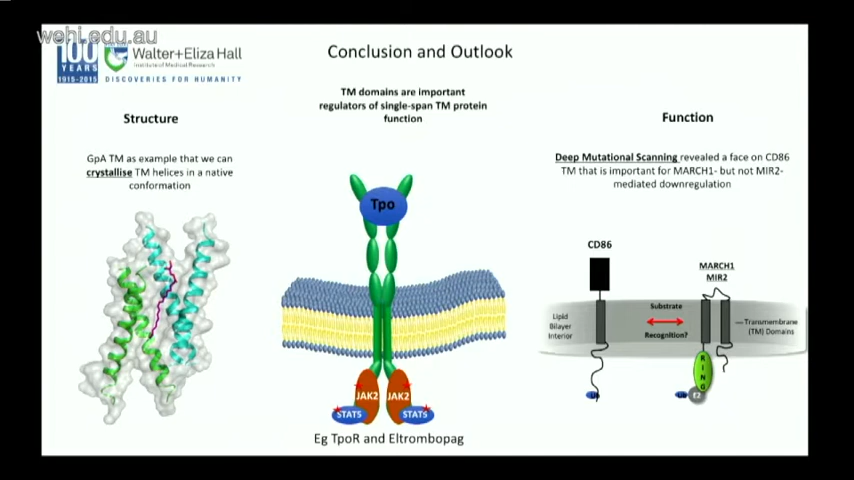 wehi.edu.au
100
YEARS
1915-2015
Walter+Eliza Hall
Institute of Medical Research
DISCOVERIES FOR HUMANITY
Conclusion and Outlook
Structure
GpA TM as example that we can
crystallise TM helices in a native
conformation
TM domains are important
regulators of single-span TM protein
function
Tpo
JAK2
JAK2
STAT5
STAT5
Eg TpoR and Eltrombopag
Function
Deep Mutational Scanning revealed a face on CD86
TM that is important for MARCH1- but not MIR2-
mediated downregulation
CD86
MARCH1
MIR2
Lipid
Bilayer
Interior
Substrate
Recognition?
Transmembrane
(TM) Domains
RING
Ub
Ub
E2